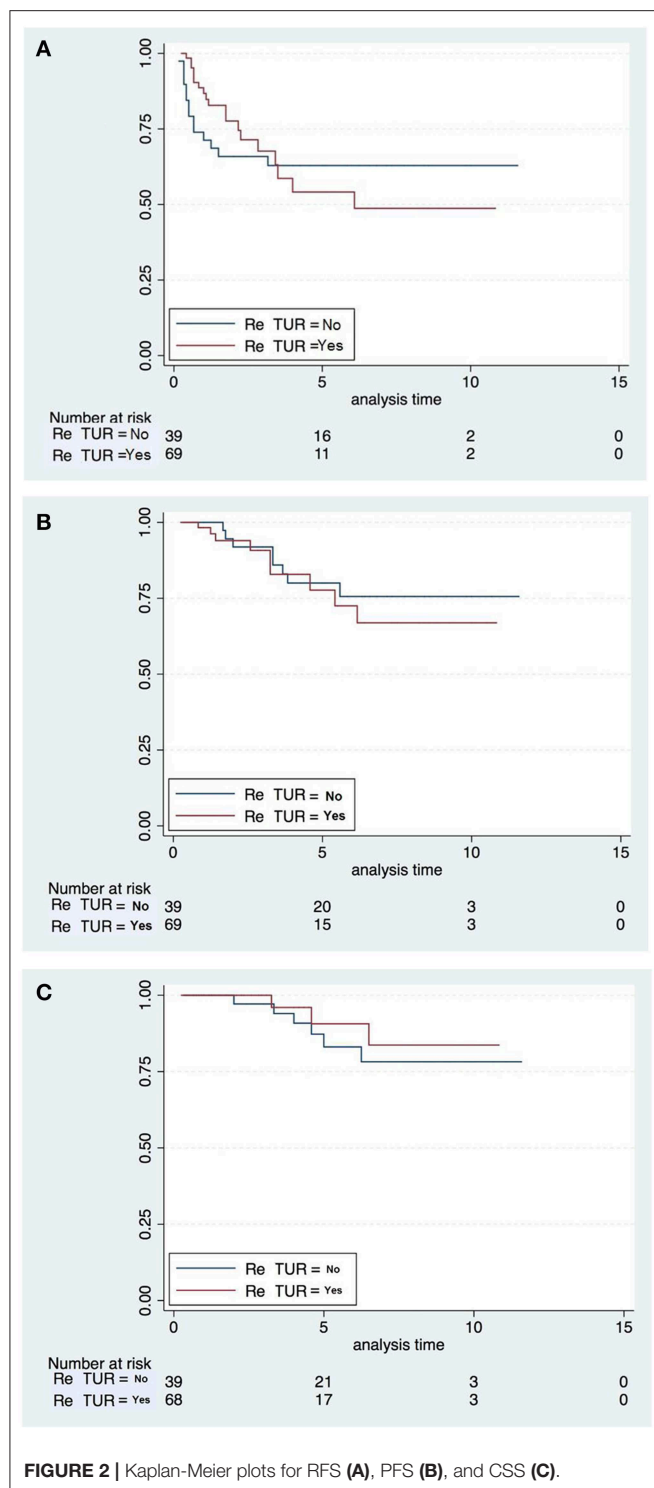 A
1.00
0.75
0.50
0.25
0.00
Re TUR = No
Re TUR =Yes
0 5 10 15
analysis time
Number at risk
Re TUR = No 39 16 2 0
Re TUR =Yes 69 11 2 0
B
1.00
0.75
0.50
0.25
0.00
Re TUR = No
Re TUR = Yes
0 5 10 15
analysis time
Number at risk
Re TUR = No 39 20 3 0
Re TUR = Yes 69 15 3 0
C
1.00
0.75
0.50
0.25
0.00
Re TUR = No
Re TUR = Yes
0 5 10 15
analysis time
Number at risk
Re TUR = No 39 21 3 0
Re TUR = Yes 68 17 3 0
FIGURE 2 | Kaplan-Meier plots for RFS (A), PFS (B), and CSS (C).